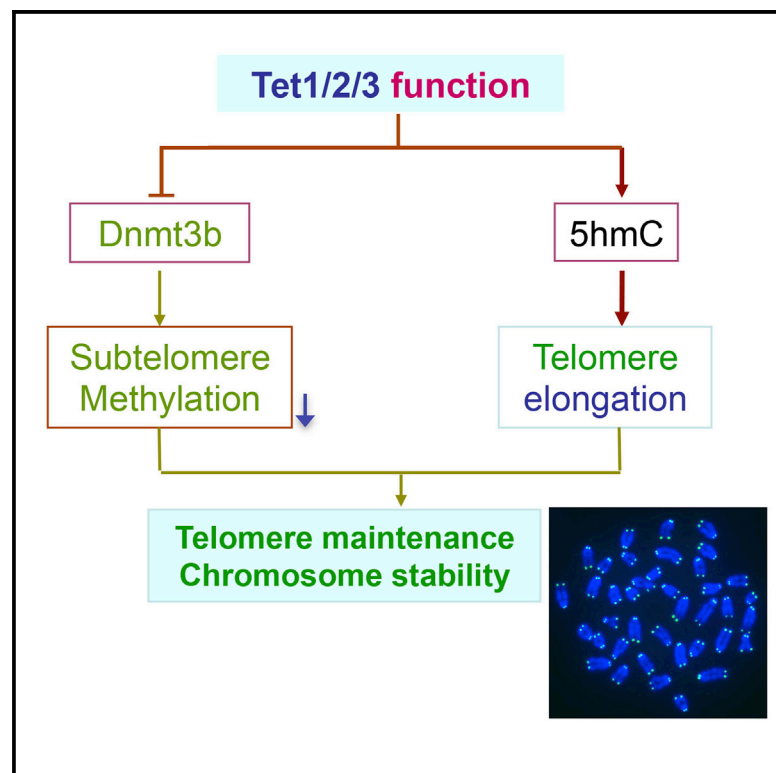 Tet1/2/3 function
Dnmt3b
5hmC
Subtelomere
Methylation
Telomere
elongation
Telomere maintenance
Chromosome stability